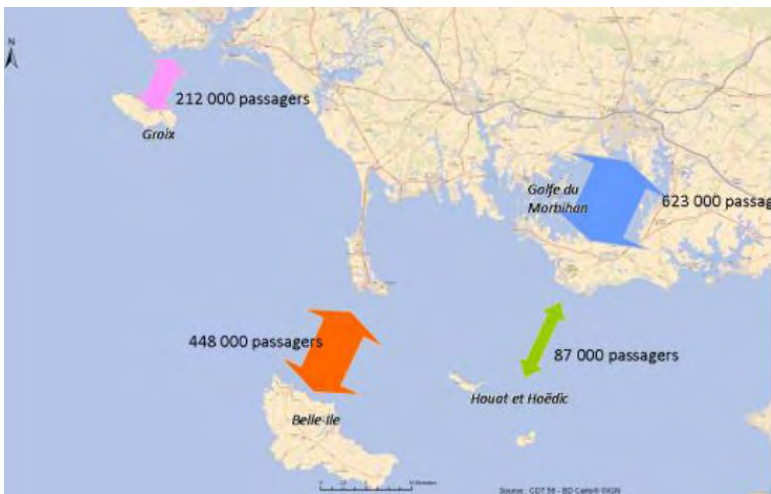 N
212 000 passagers
Groix
Golfe du
Morbihan
623 000 passag
448 000 passagers
87 000 passagers
Houat et Hoëdic
Belle-Ile
Source : CDT 56 - BD Carto® ©IGN